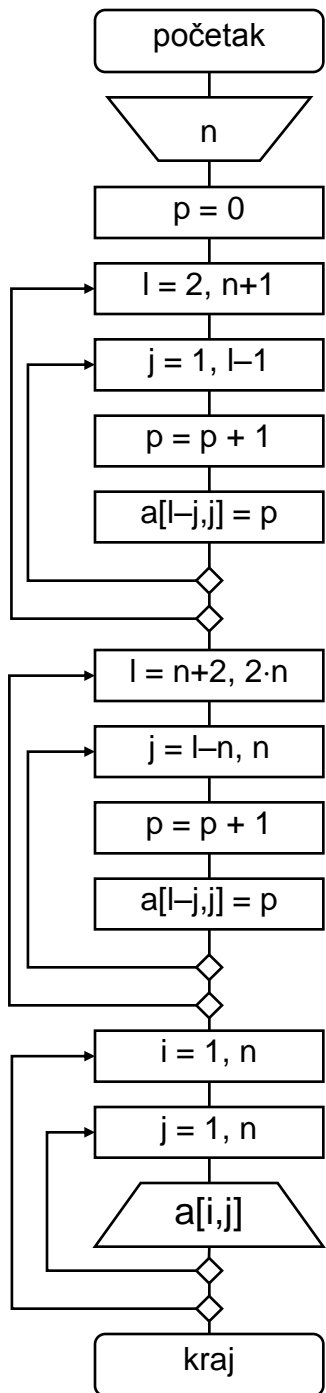 početak
n
p = 0
l = 2, n+1
j = 1, l–1
p = p + 1
a[l–j,j] = p
l = n+2, 2·n
j = l–n, n
p = p + 1
a[l–j,j] = p
i = 1, n
j = 1, n
a[i,j]
kraj